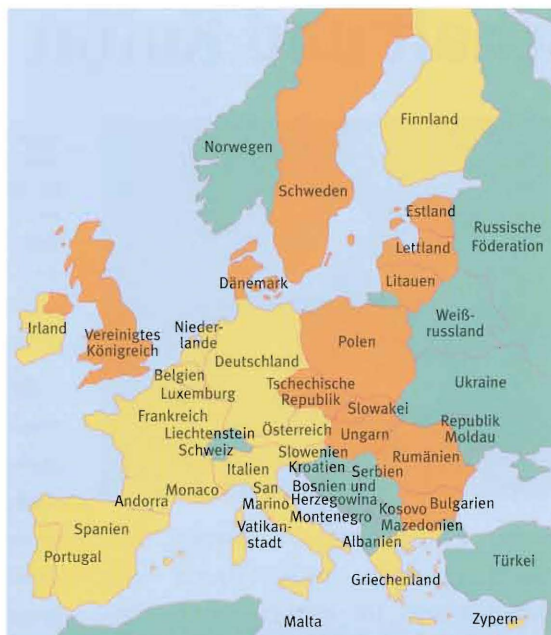 Finnland
Norwegen
Schweden
Estland
Russische
Föderation
Lettland
Dänemark
Litauen
Irland
Vereinigtes
Königreich
Nieder-
lande
Weiß-
russland
Polen
Deutschland
Belgien
Luxemburg
Tschechische
Republik
Ukraine
Slowakei
Frankreich
Liechtenstein
Schweiz
Österreich
Ungarn
Republik
Moldau
Slowenien
Kroatien
Rumänien
Italien
Serbien
Bosnien und
Herzegowina
Andorra
Monaco
San
Marino
Montenegro
Kosovo
Bulgarien
Mazedonien
Spanien
Portugal
Vatikan-
stadt
Albanien
Türkei
Griechenland
Malta
Zypern